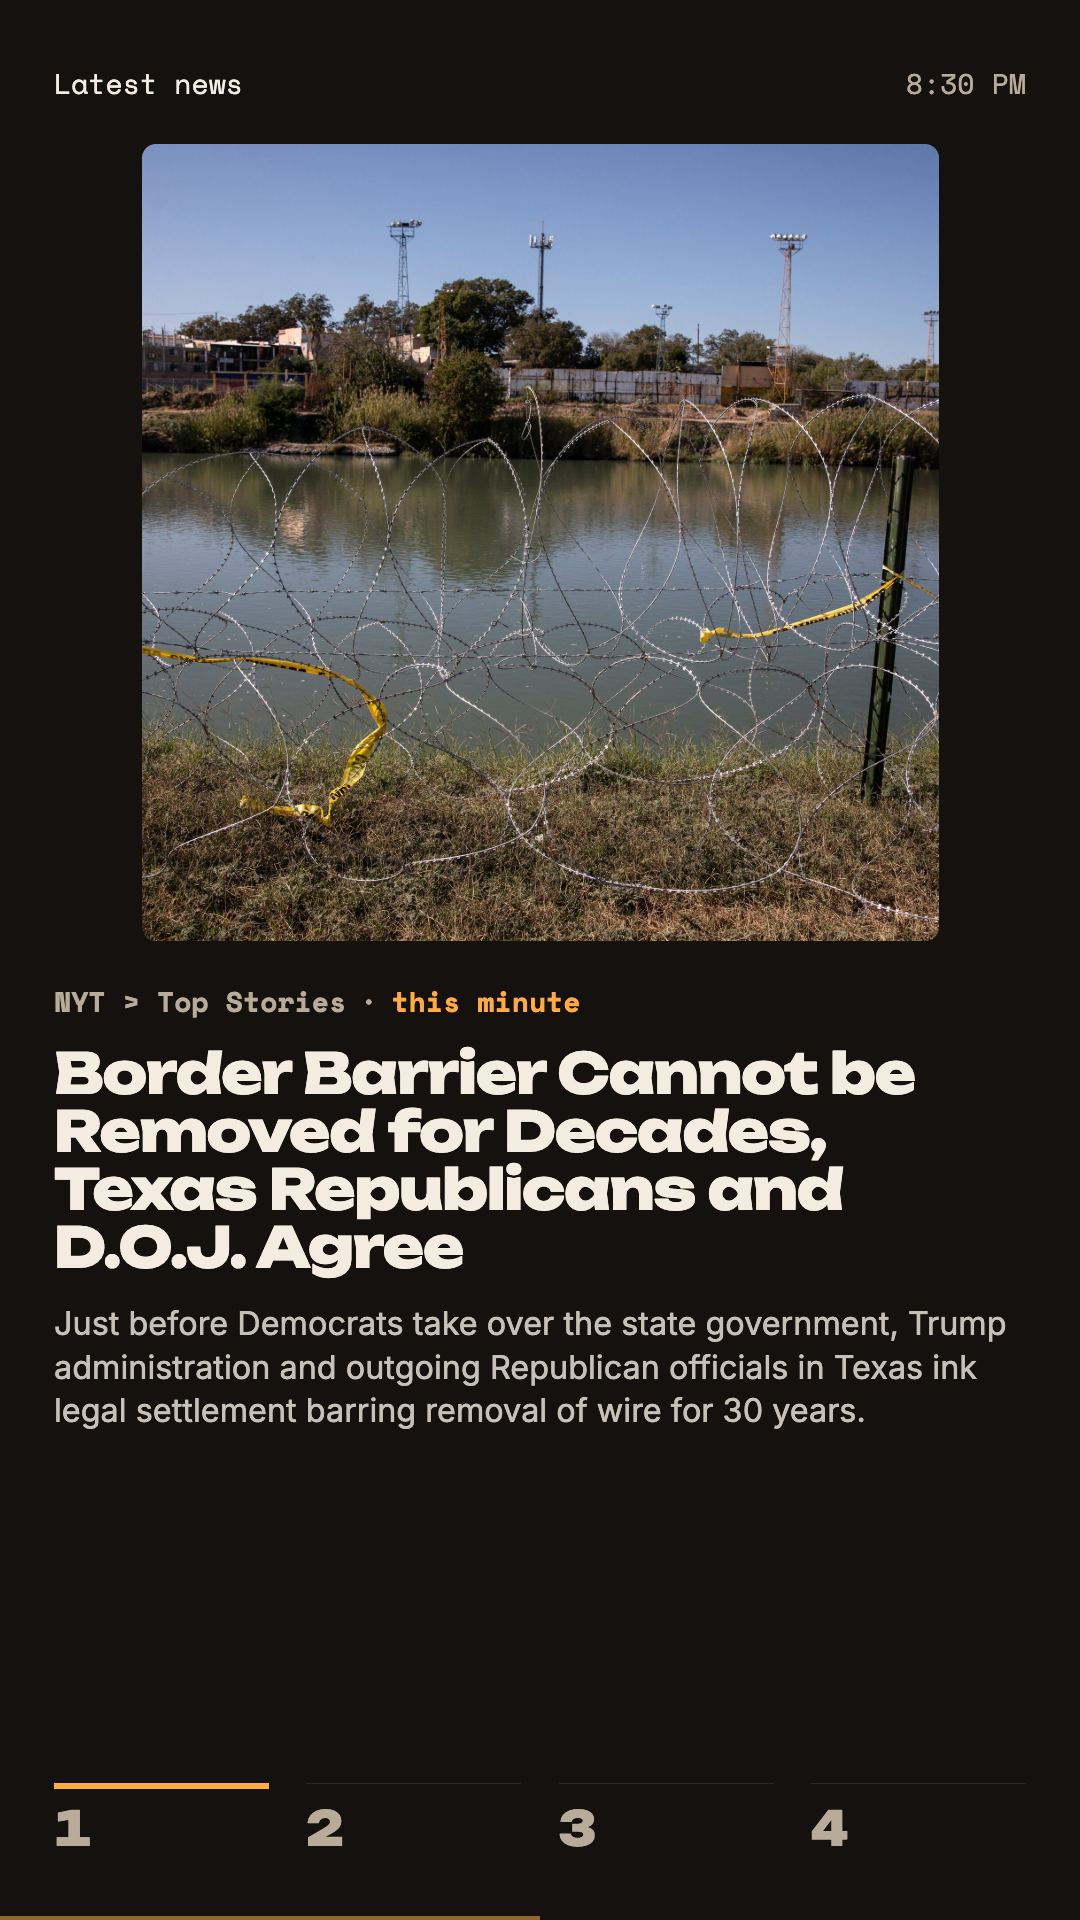 Latest news
8:30 PM
NYT > Top Stories · this minute
Border Barrier Cannot be
Removed for Decades,
Texas Republicans and
D.O.J. Agree
Just before Democrats take over the state government, Trump
administration and outgoing Republican officials in Texas ink
legal settlement barring removal of wire for 30 years.
1
2
3
4